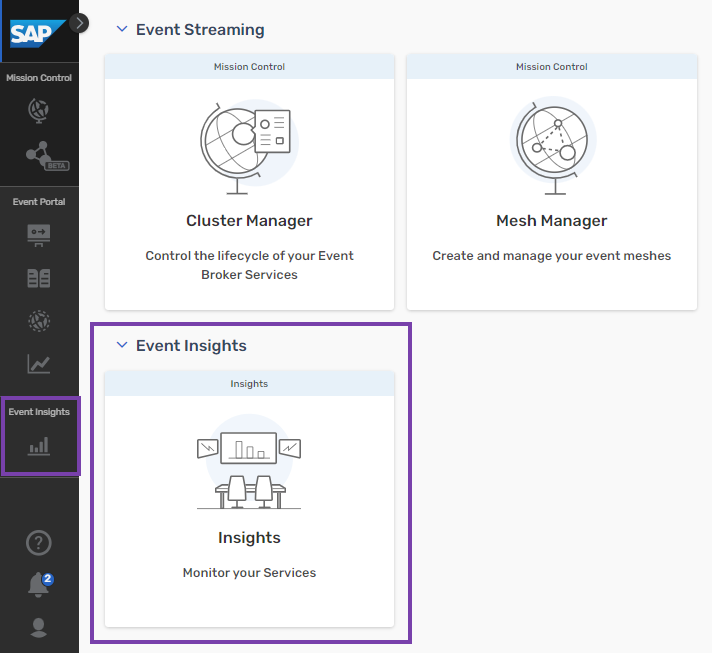 SAP
Mission Control
BETA
Event Portal
Event Insights
?
2
Event Streaming
Mission Control
Cluster Manager
Control the lifecycle of your Event
Broker Services
Mission Control
Mesh Manager
Create and manage your event meshes
Event Insights
Insights
Insights
Monitor your Services